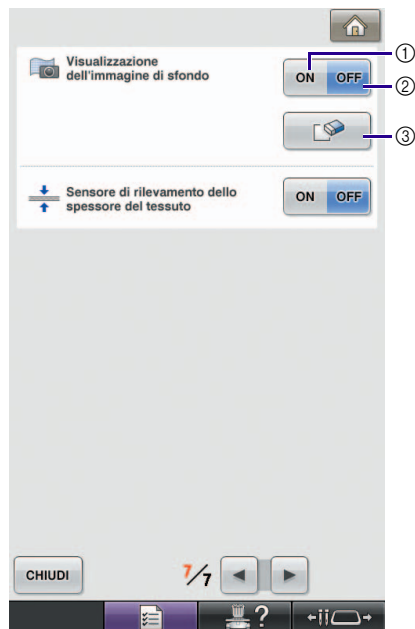 Visualizzazione
dell'immagine di sfondo
ON OFF
①
②
③
Sensore di rilevamento dello
spessore del tessuto
ON OFF
CHIUDI
7/7
?